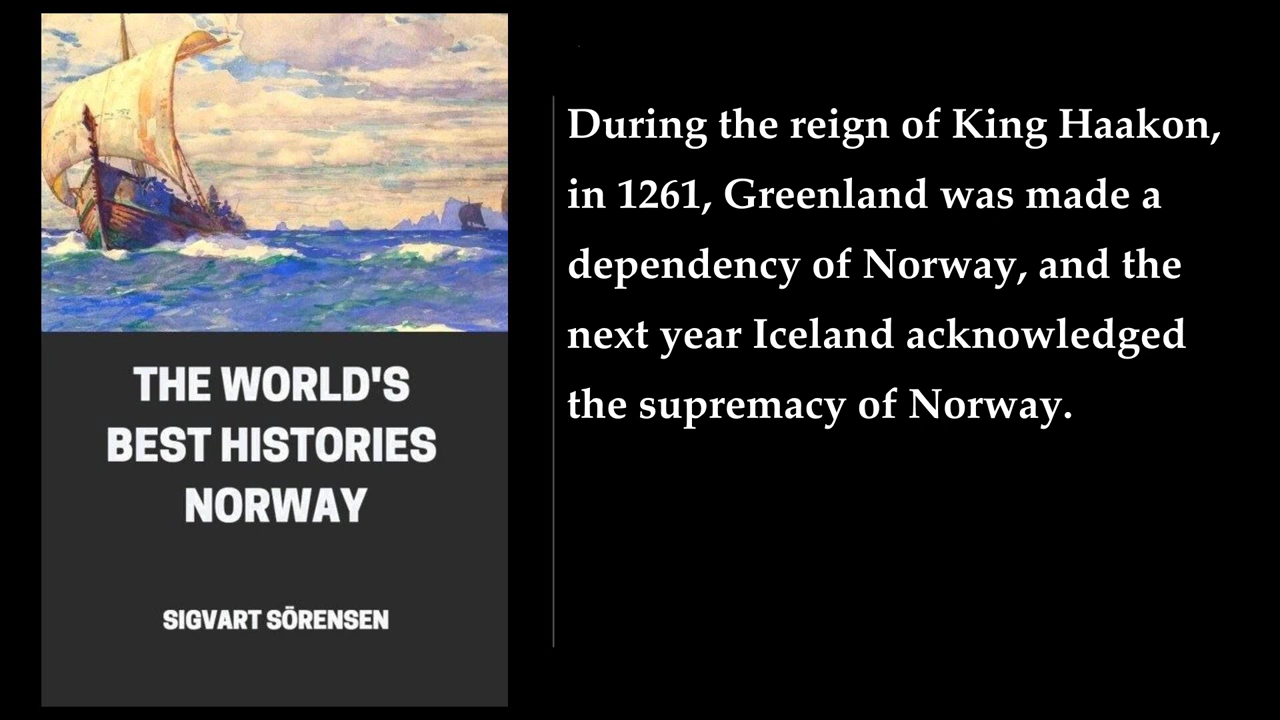 THE WORLD'S
BEST HISTORIES
NORWAY
SIGVART SÖRENSEN
During the reign of King Haakon,
in 1261, Greenland was made a
dependency of Norway, and the
next year Iceland acknowledged
the supremacy of Norway.